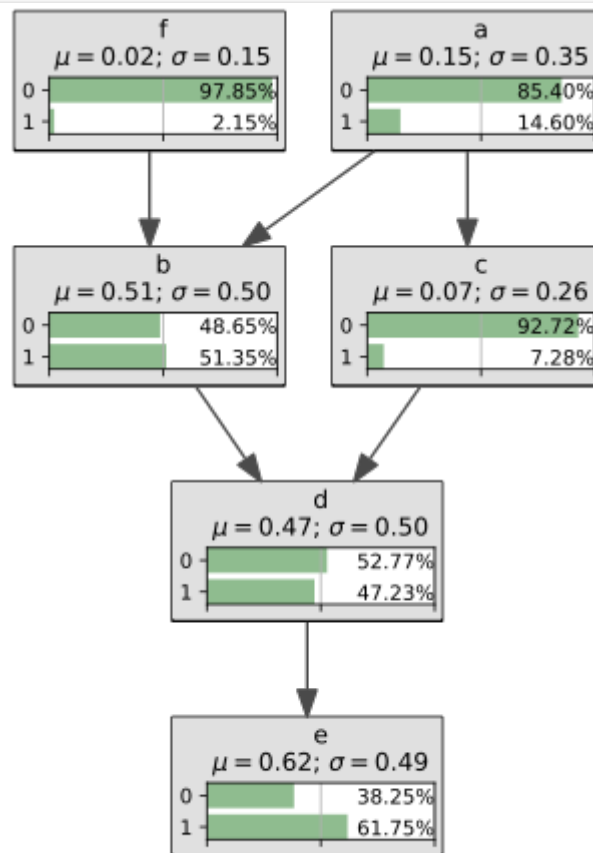 f
μ = 0.02; σ = 0.15
0 97.85%
1 2.15%
a
μ = 0.15; σ = 0.35
0 85.40%
1 14.60%
b
μ = 0.51; σ = 0.50
0 48.65%
1 51.35%
c
μ = 0.07; σ = 0.26
0 92.72%
1 7.28%
d
μ = 0.47; σ = 0.50
0 52.77%
1 47.23%
e
μ = 0.62; σ = 0.49
0 38.25%
1 61.75%